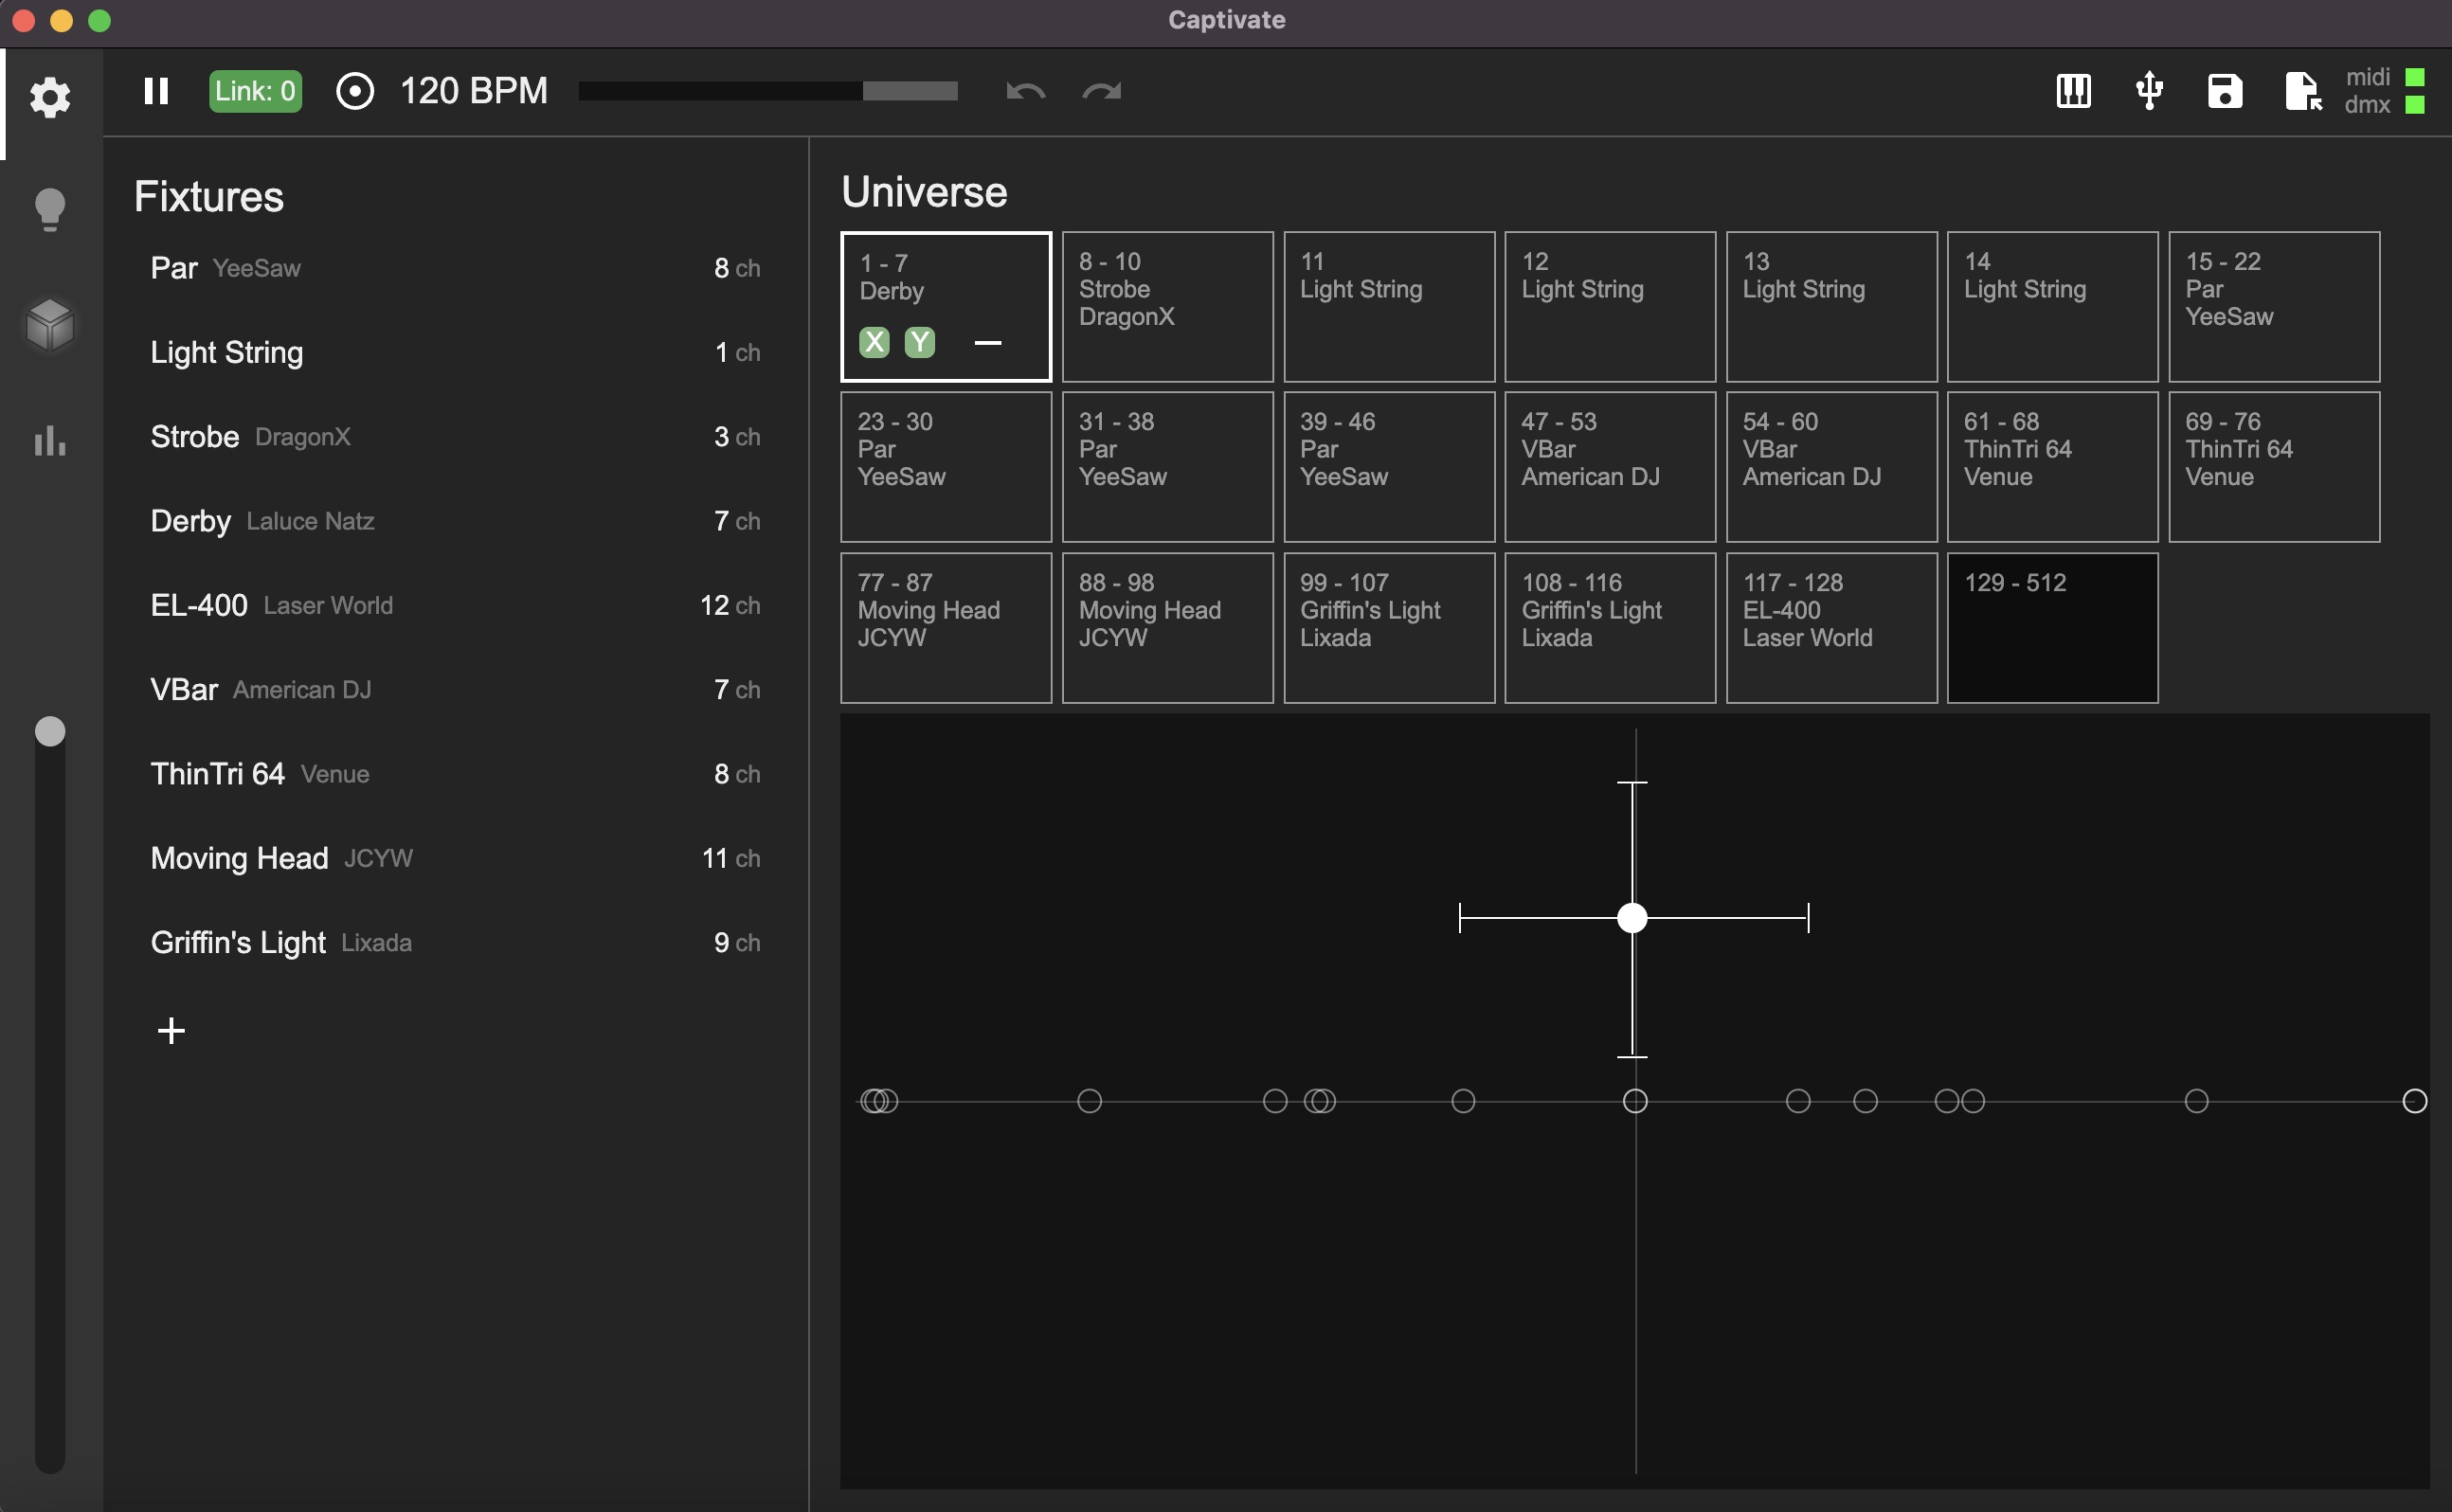 Captivate
Link: 0
120 BPM
midi
dmx
Fixtures
Par YeeSaw 8 ch
Light String 1 ch
Strobe DragonX 3 ch
Derby Laluce Natz 7 ch
EL-400 Laser World 12 ch
VBar American DJ 7 ch
ThinTri 64 Venue 8 ch
Moving Head JCYW 11 ch
Griffin's Light Lixada 9 ch
+
Universe
1 - 7
Derby
X Y
8 - 10
Strobe
DragonX
11
Light String
12
Light String
13
Light String
14
Light String
15 - 22
Par
YeeSaw
23 - 30
Par
YeeSaw
31 - 38
Par
YeeSaw
39 - 46
Par
YeeSaw
47 - 53
VBar
American DJ
54 - 60
VBar
American DJ
61 - 68
ThinTri 64
Venue
69 - 76
ThinTri 64
Venue
77 - 87
Moving Head
JCYW
88 - 98
Moving Head
JCYW
99 - 107
Griffin's Light
Lixada
108 - 116
Griffin's Light
Lixada
117 - 128
EL-400
Laser World
129 - 512